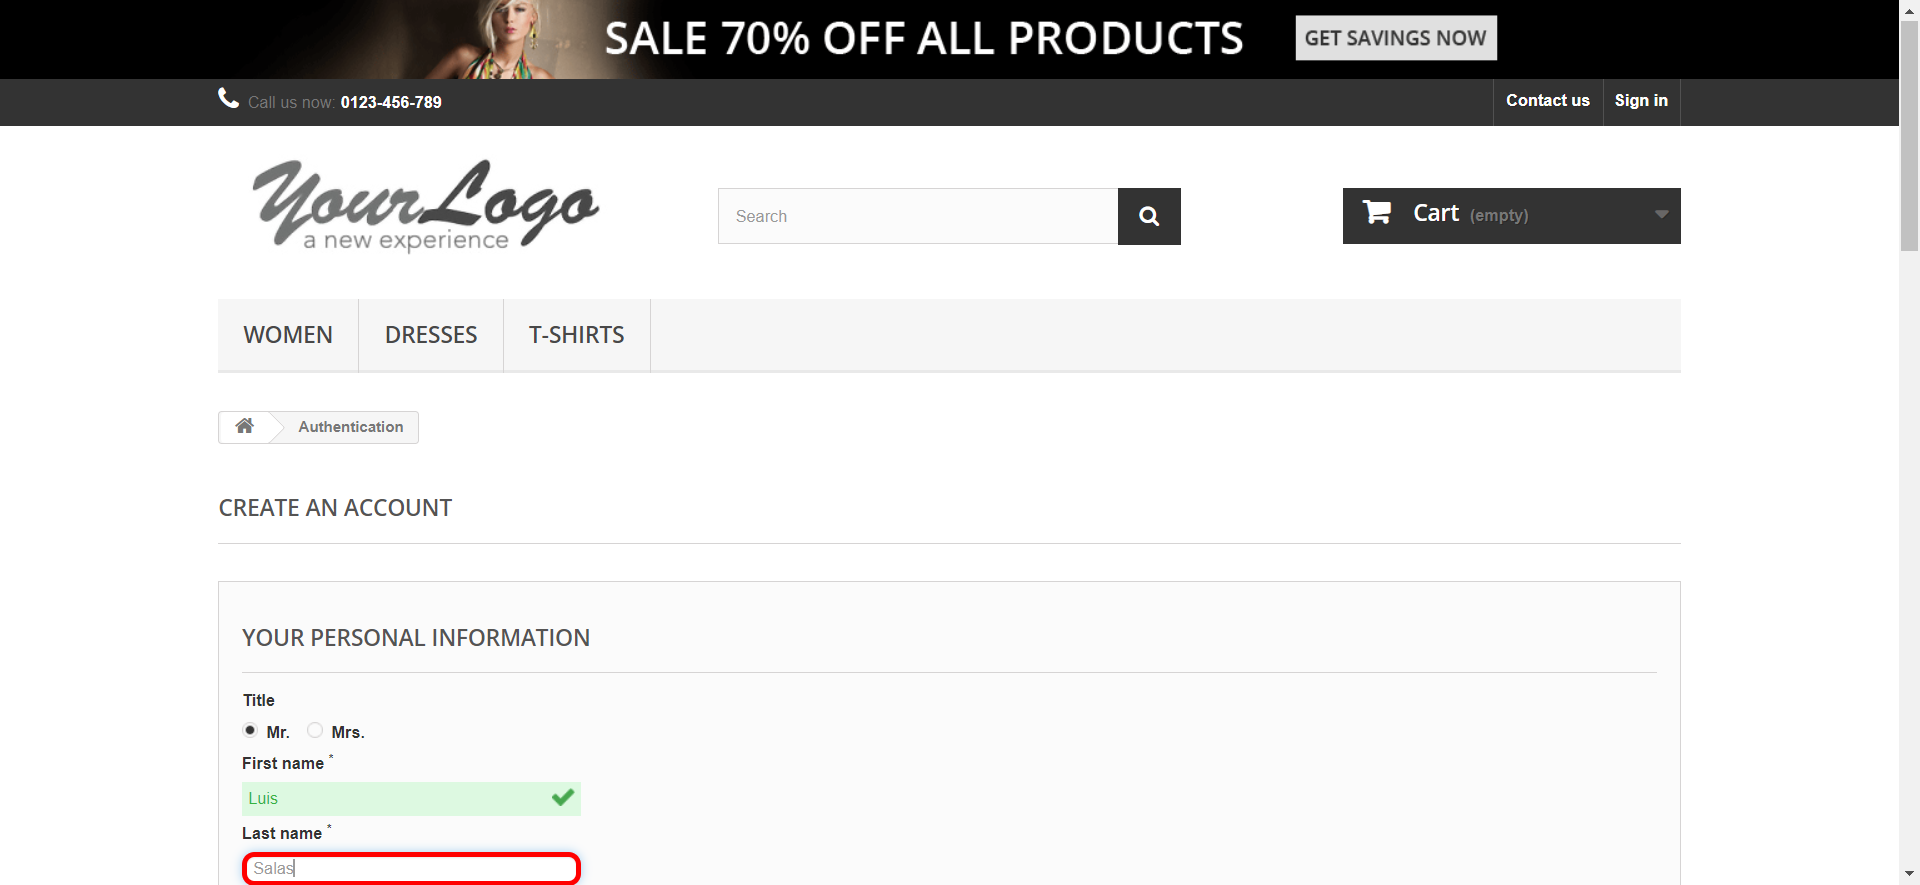 SALE 70% OFF ALL PRODUCTS GET SAVINGS NOW
Call us now: 0123-456-789 Contact us Sign in
YourLogo
a new experience
Search
Cart (empty)
WOMEN DRESSES T-SHIRTS
Authentication
CREATE AN ACCOUNT
YOUR PERSONAL INFORMATION
Title
Mr. Mrs.
First name *
Luis
Last name *
Salas